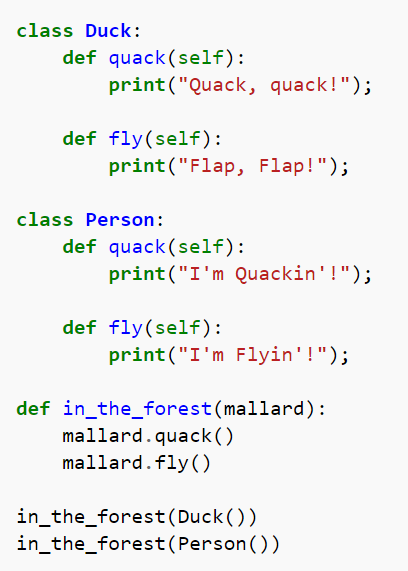 class Duck:
    def quack(self):
        print("Quack, quack!");

    def fly(self):
        print("Flap, Flap!");

class Person:
    def quack(self):
        print("I'm Quackin'!");

    def fly(self):
        print("I'm Flyin'!");

def in_the_forest(mallard):
    mallard.quack()
    mallard.fly()

in_the_forest(Duck())
in_the_forest(Person())